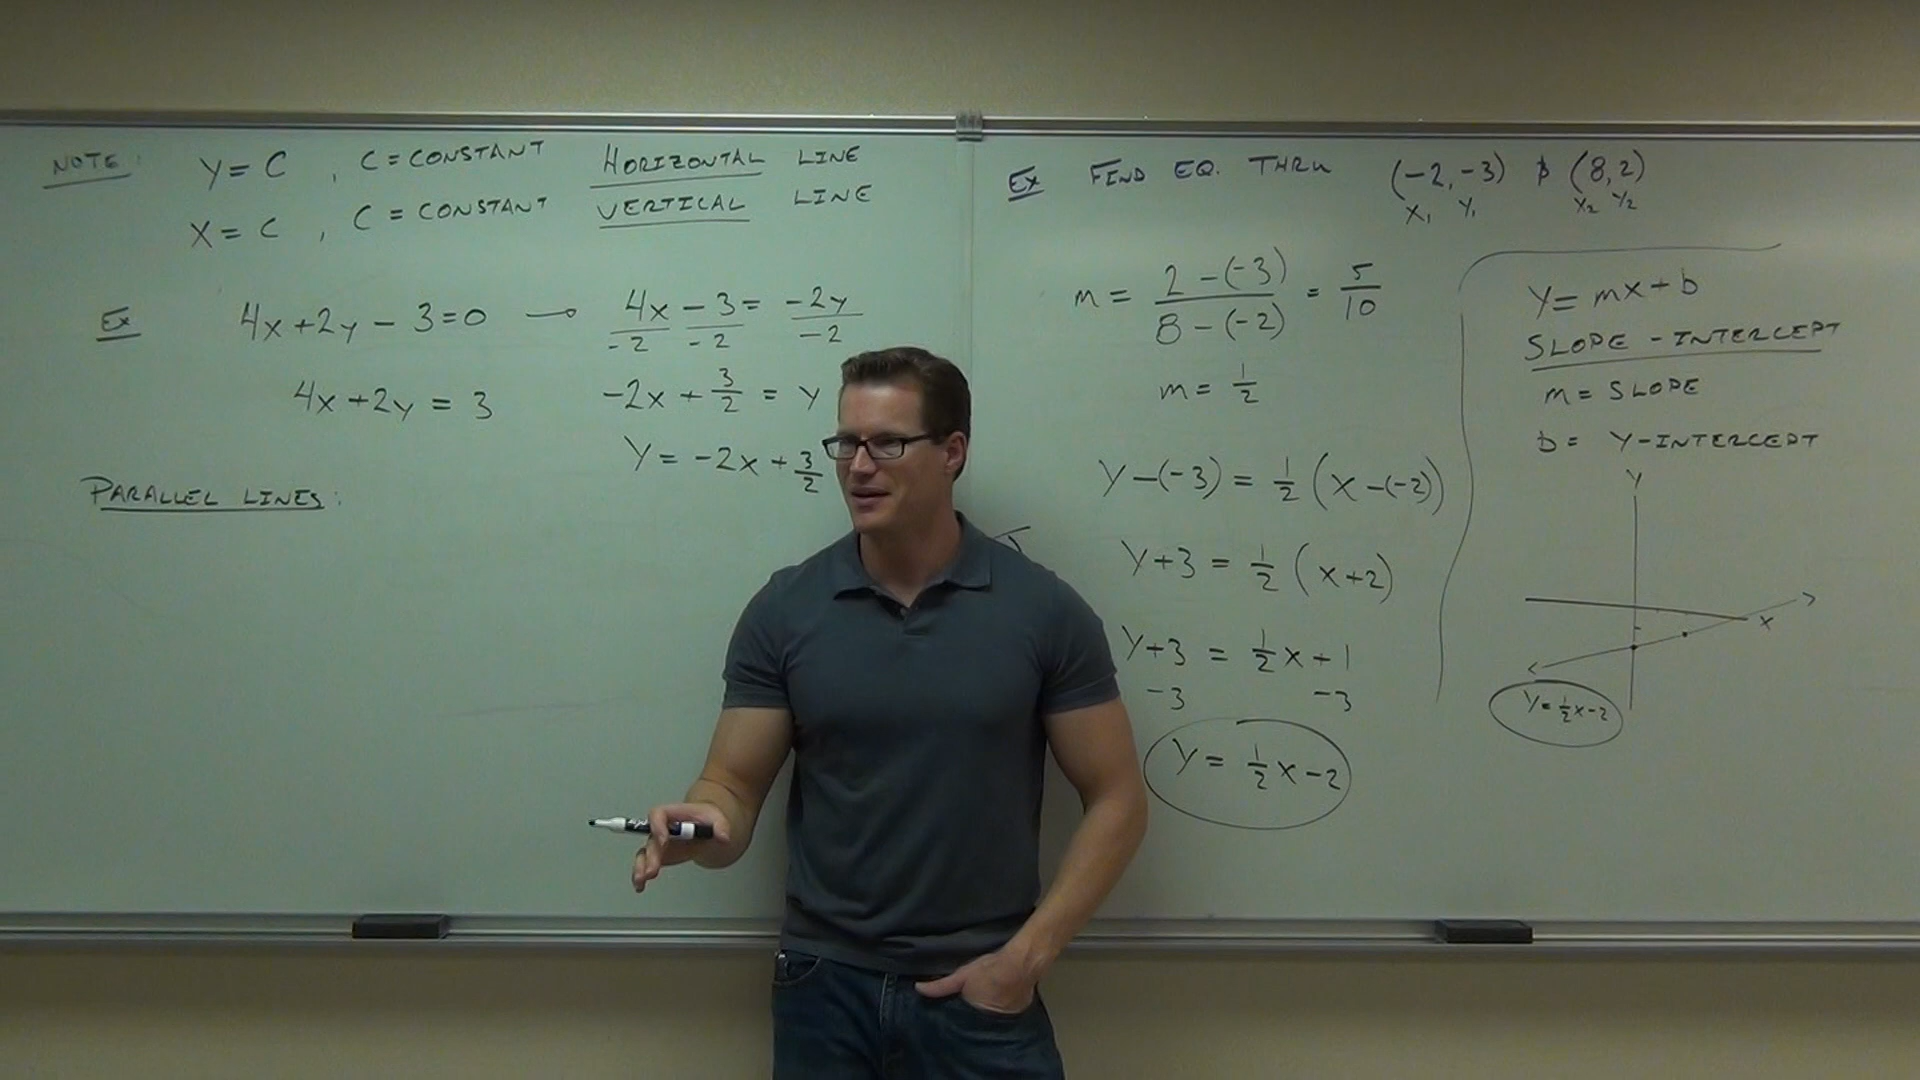 NOTE: Y = C , C = CONSTANT HORIZONTAL LINE
X = C , C = CONSTANT VERTICAL LINE
Ex 4x + 2y - 3 = 0 → 4x/-2 - 3/-2 = -2y/-2
4x + 2y = 3
-2x + 3/2 = y
Y = -2x + 3/2
PARALLEL LINES:
Ex FIND EQ. THRU (-2, -3) & (8, 2)
X₁ Y₁ X₂ Y₂
m = 2 - (-3) / 8 - (-2) = 5/10
m = 1/2
Y - (-3) = 1/2 (x - (-2))
Y + 3 = 1/2 (x + 2)
Y + 3 = 1/2 x + 1
-3 -3
Y = 1/2 x - 2
Y = mx + b
SLOPE - INTERCEPT
m = SLOPE
b = Y-INTERCEPT
Y
X
Y = 1/2 x - 2